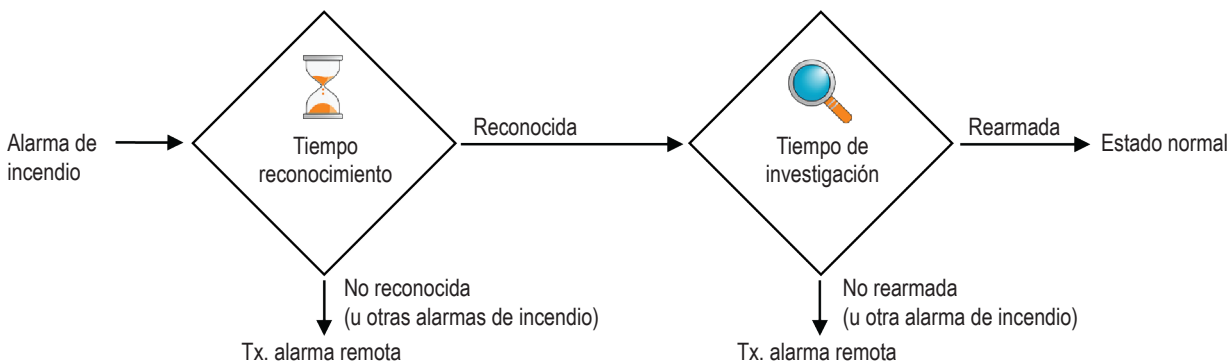 Alarma de
incendio
Tiempo
reconocimiento
Reconocida
Tiempo de
investigación
Rearmada
Estado normal
No reconocida
(u otras alarmas de incendio)
Tx. alarma remota
No rearmada
(u otra alarma de incendio)
Tx. alarma remota